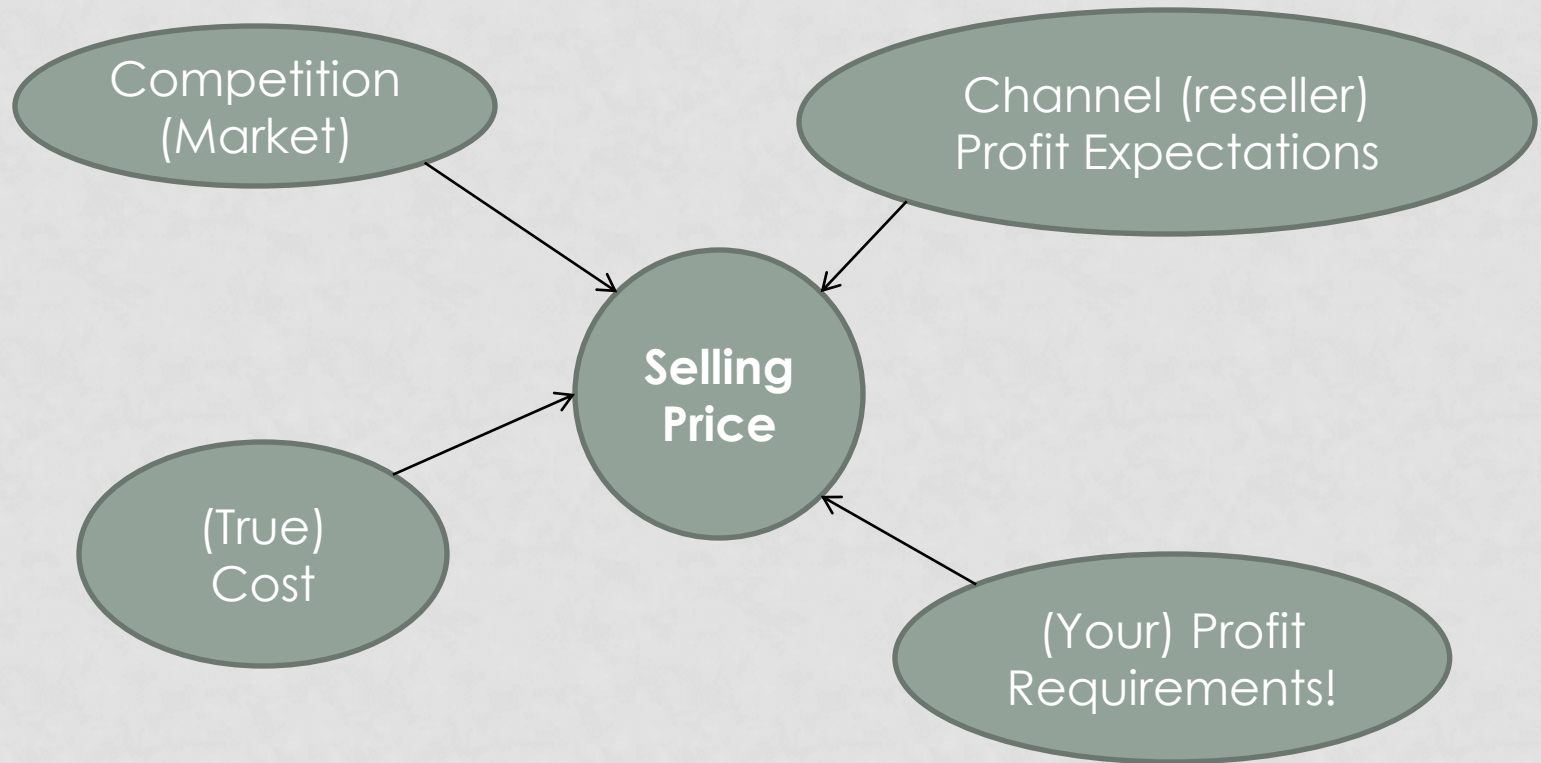 Competition
(Market)
Channel (reseller)
Profit Expectations
Selling
Price
(True)
Cost
(Your) Profit
Requirements!